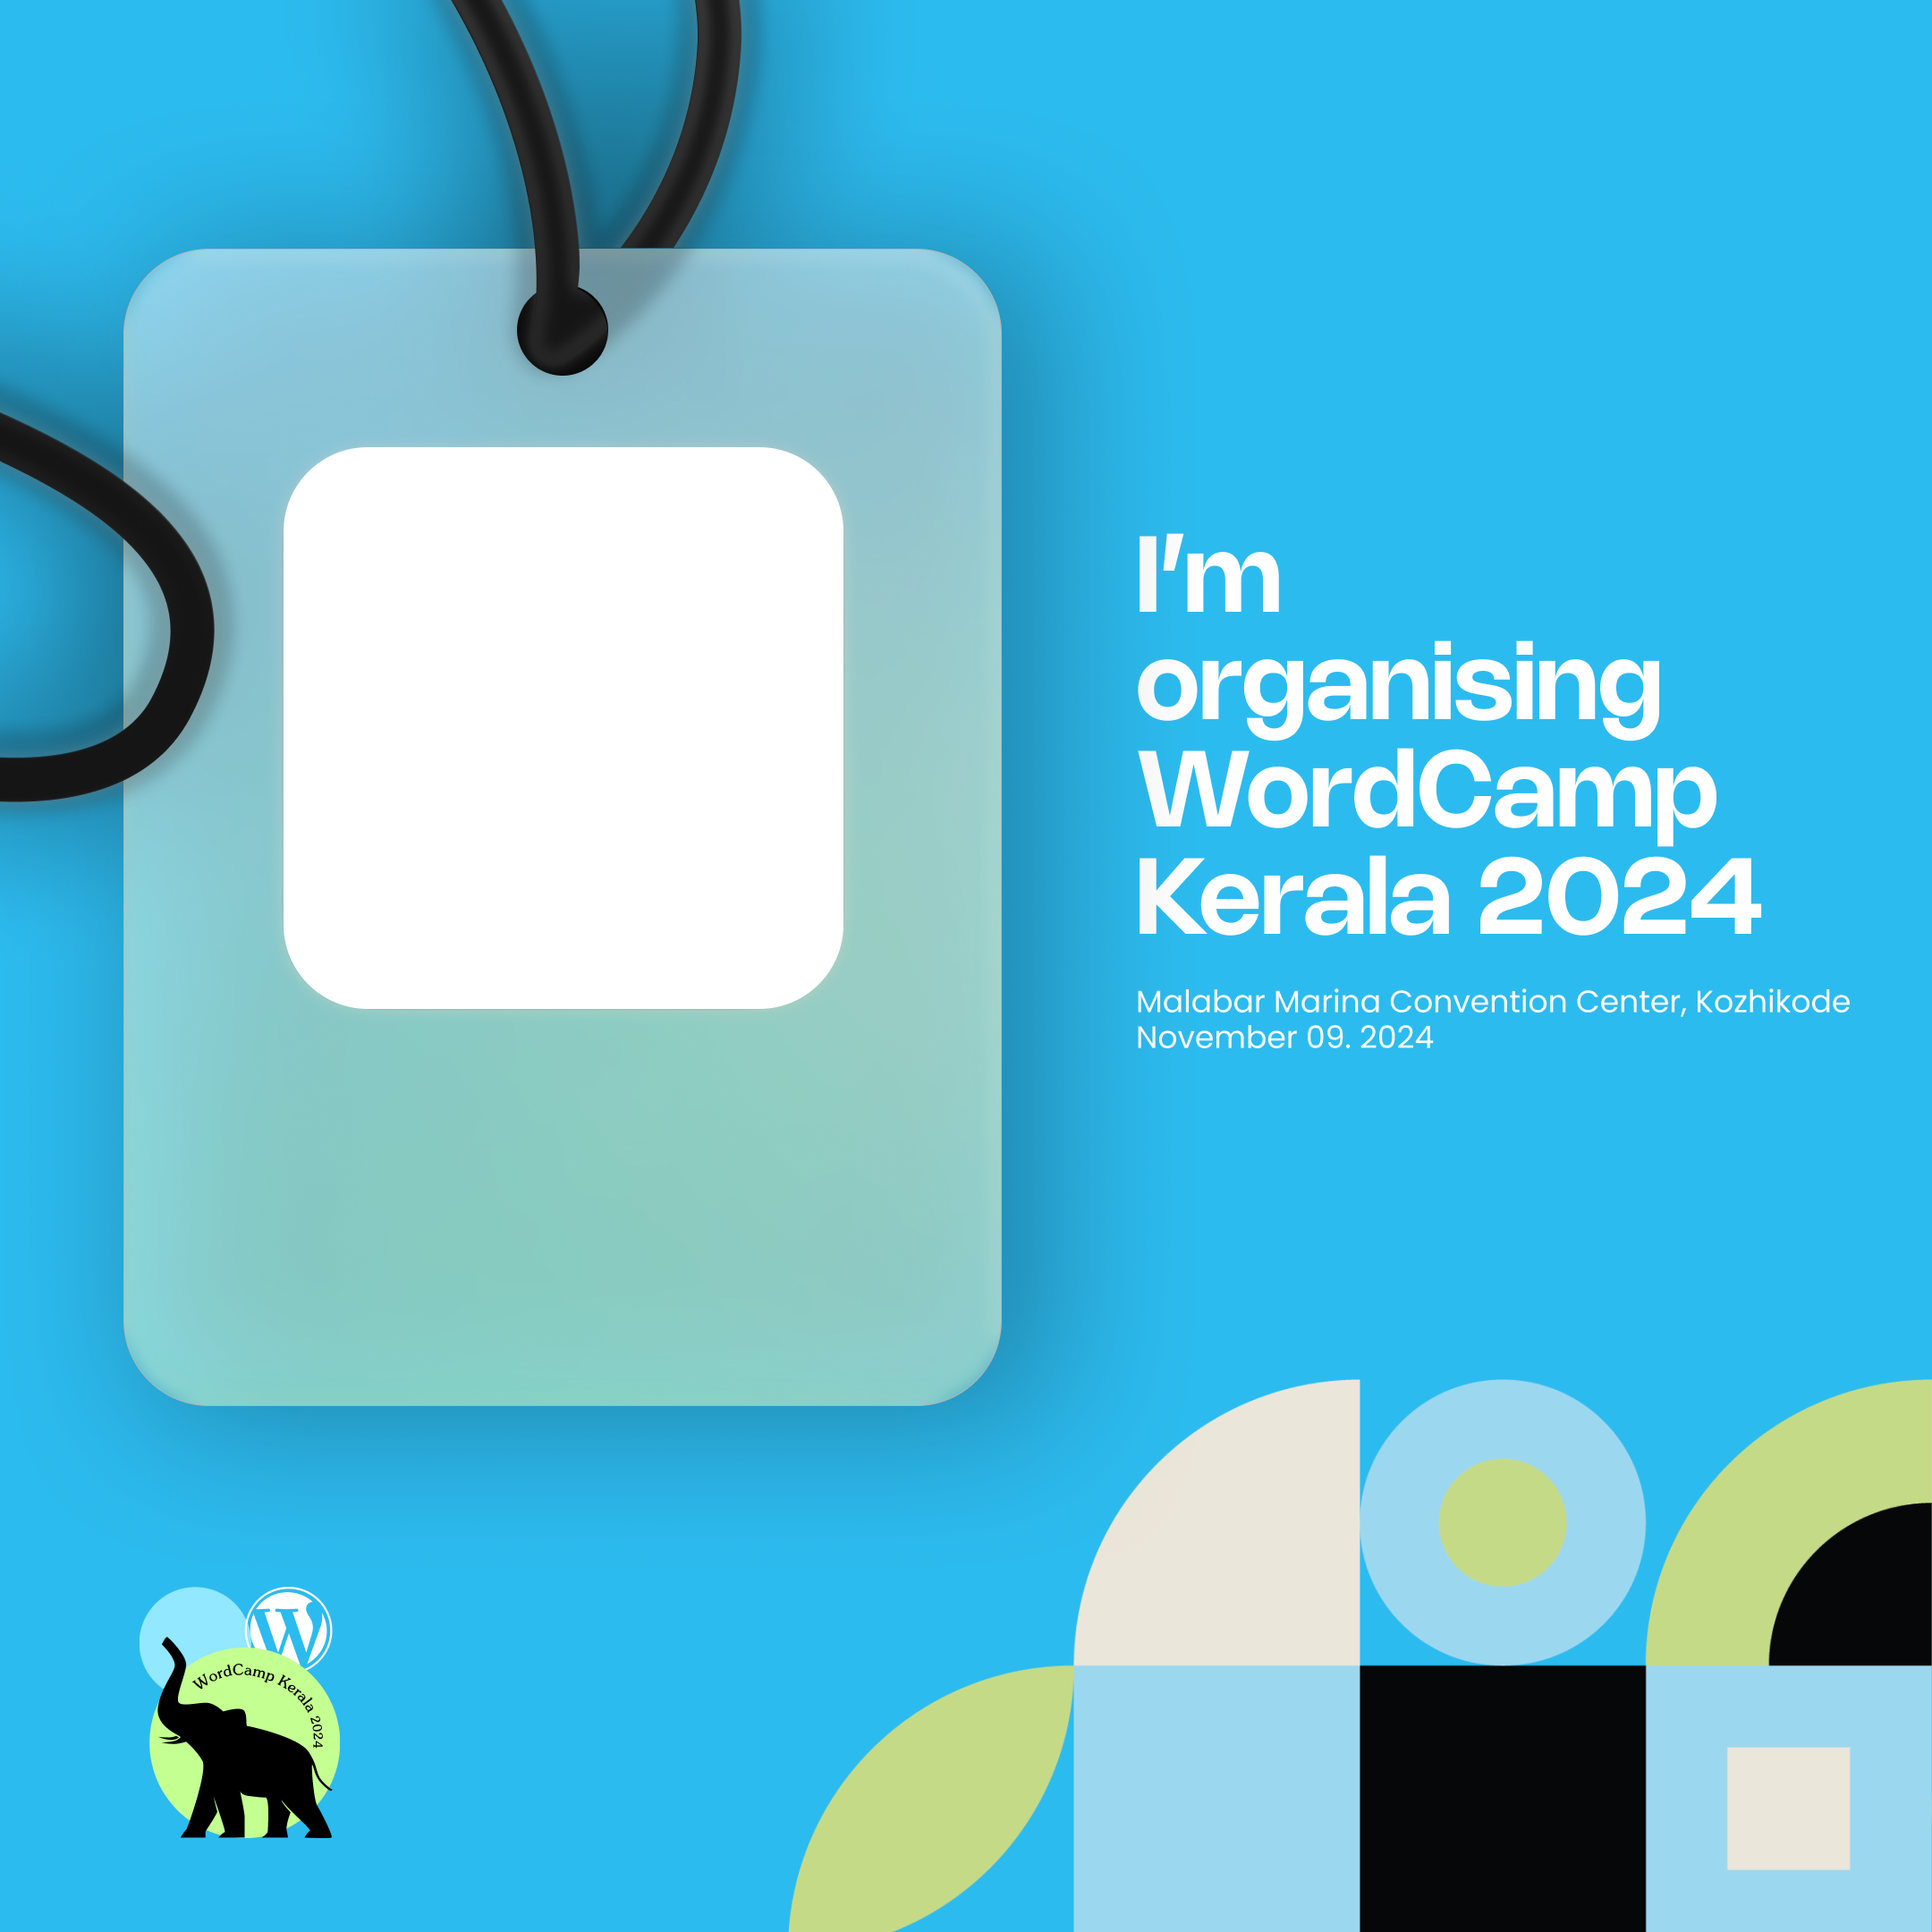 I'm
organising
WordCamp
Kerala 2024
Malabar Marina Convention Center, Kozhikode
November 09. 2024
W
WordCamp Kerala 2024